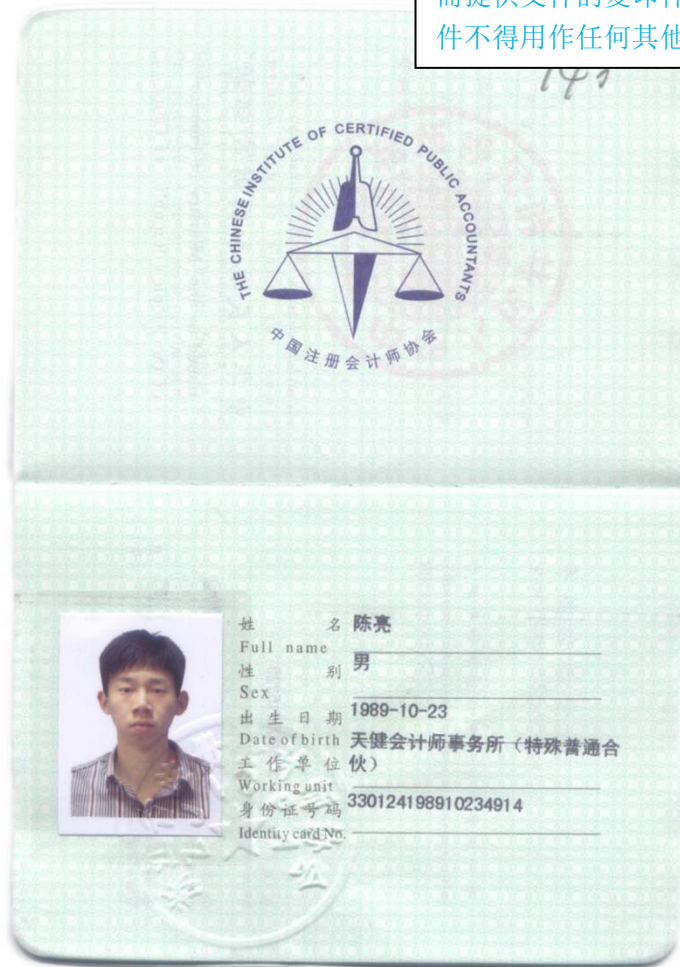 件不得用作任何其他
THE CHINESE INSTITUTE OF CERTIFIED PUBLIC ACCOUNTANTS
中国注册会计师协会
姓 名 陈亮
Full name
性 别 男
Sex
出生日期 1989-10-23
Date of birth
工作单位 天健会计师事务所（特殊普通合
伙）
Working unit
身份证号码 330124198910234914
Identity card No.